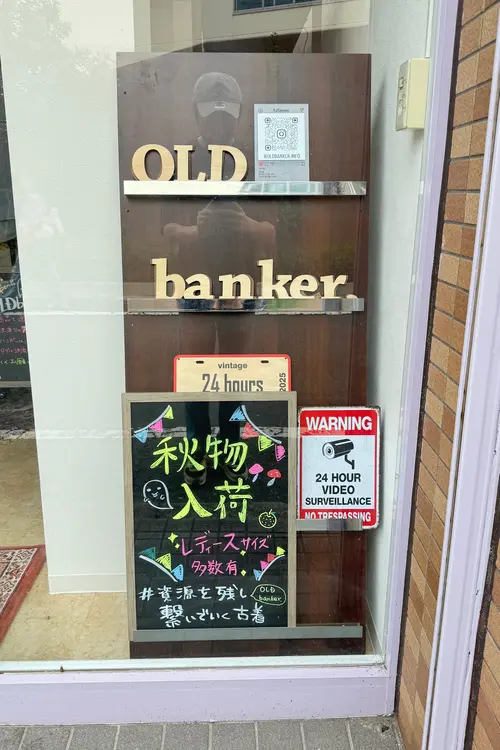 OLD
@OLDBANKER.INFO
banker.
vintage
24 hours
2025
秋物
入荷
レディースサイズ
多数有
#資源を残し
OLD
banker.
繋いでいく古着
WARNING
24 HOUR
VIDEO
SURVEILLANCE
NO TRESPASSING